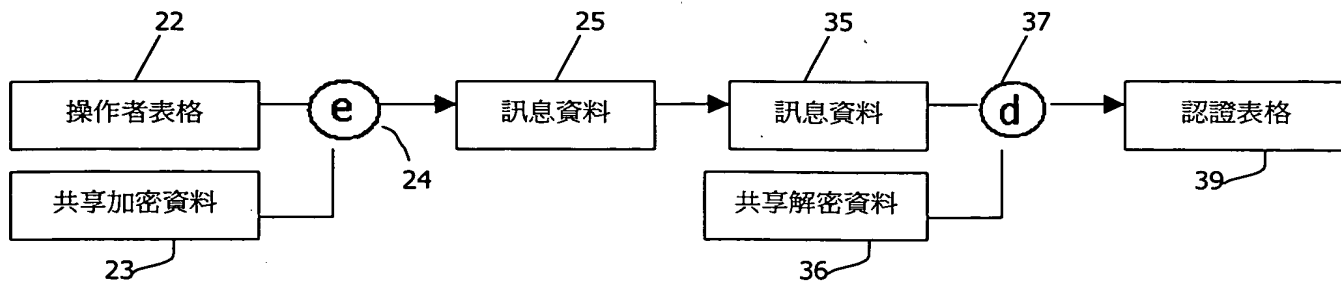 22
25
35
37
操作者表格
e
訊息資料
訊息資料
d
認證表格
24
39
共享加密資料
共享解密資料
23
36